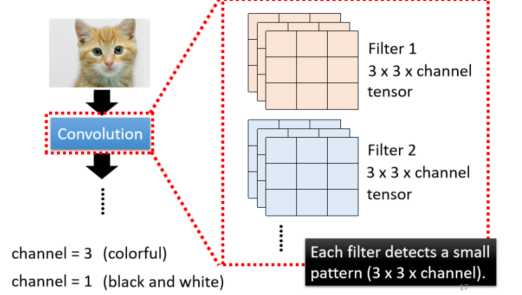 Convolution
channel = 3 (colorful)
channel = 1 (black and white)
Filter 1
3 x 3 x channel
tensor
Filter 2
3 x 3 x channel
tensor
Each filter detects a small
pattern (3 x 3 x channel).
27